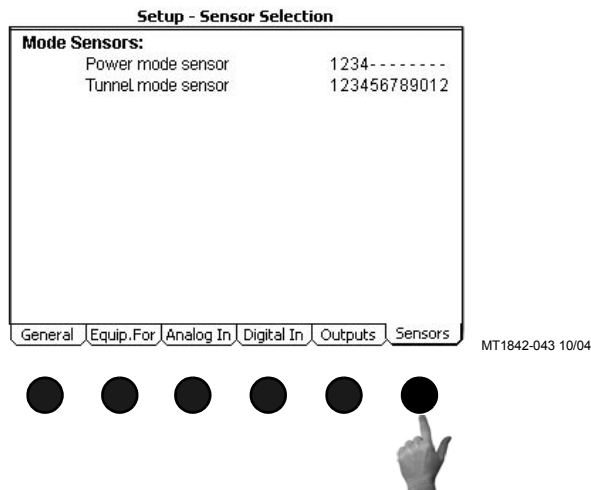 Setup - Sensor Selection
Mode Sensors:
Power mode sensor 1234--------
Tunnel mode sensor 123456789012
General Equip.For Analog In Digital In Outputs Sensors
MT1842-043 10/04